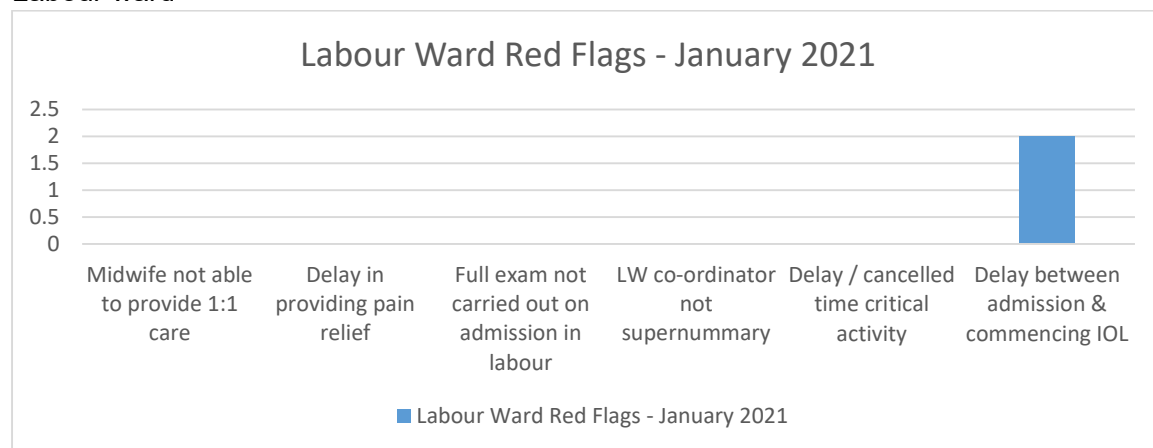 Labour Ward Red Flags - January 2021
2.5
2
1.5
1
0.5
0
Midwife not able
to provide 1:1
care
Delay in
providing pain
relief
Full exam not
carried out on
admission in
labour
LW co-ordinator
not
supernummary
Delay / cancelled
time critical
activity
Delay between
admission &
commencing IOL
Labour Ward Red Flags - January 2021